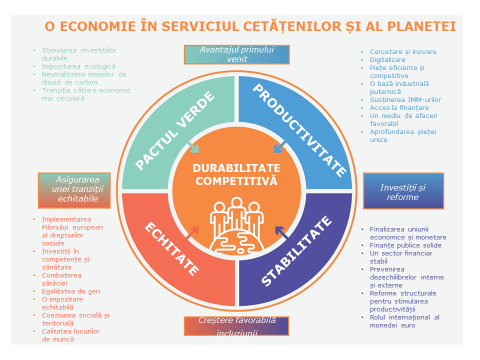 O ECONOMIE ÎN SERVICIUL CETĂȚENILOR ȘI AL PLANETEI
Avantajul primului
venit
• Stimularea investițiilor
durabile
• Impozitarea ecologică
• Neutralitatea emisiilor de
dioxid de carbon
• Tranziția către o economie
mai circulară
• Cercetare și inovare
• Digitalizare
• Piețe eficiente și
competitive
• O bază industrială
puternică
• Susținerea IMM-urilor
• Acces la finanțare
• Un mediu de afaceri
favorabil
• Aprofundarea pieței
unice
PACTUL VERDE
PRODUCTIVITATE
DURABILITATE
COMPETITIVĂ
ECHITATE
STABILITATE
Asigurarea
unei tranziții
echitabile
Investiții și
reforme
• Implementarea
Pilonului european
al drepturilor
sociale
• Investiții în
competențe și
sănătate
• Combaterea
sărăciei
• Egalitatea de gen
• O impozitare
echitabilă
• Coeziunea socială și
teritorială
• Calitatea locurilor
de muncă
• Finalizarea uniunii
economice și monetare
• Finanțe publice solide
• Un sector financiar
stabil
• Prevenirea
dezechilibrelor interne
și externe
• Reforme structurale
pentru stimularea
productivității
• Rolul internațional al
monedei euro
Creștere favorabilă
incluziunii